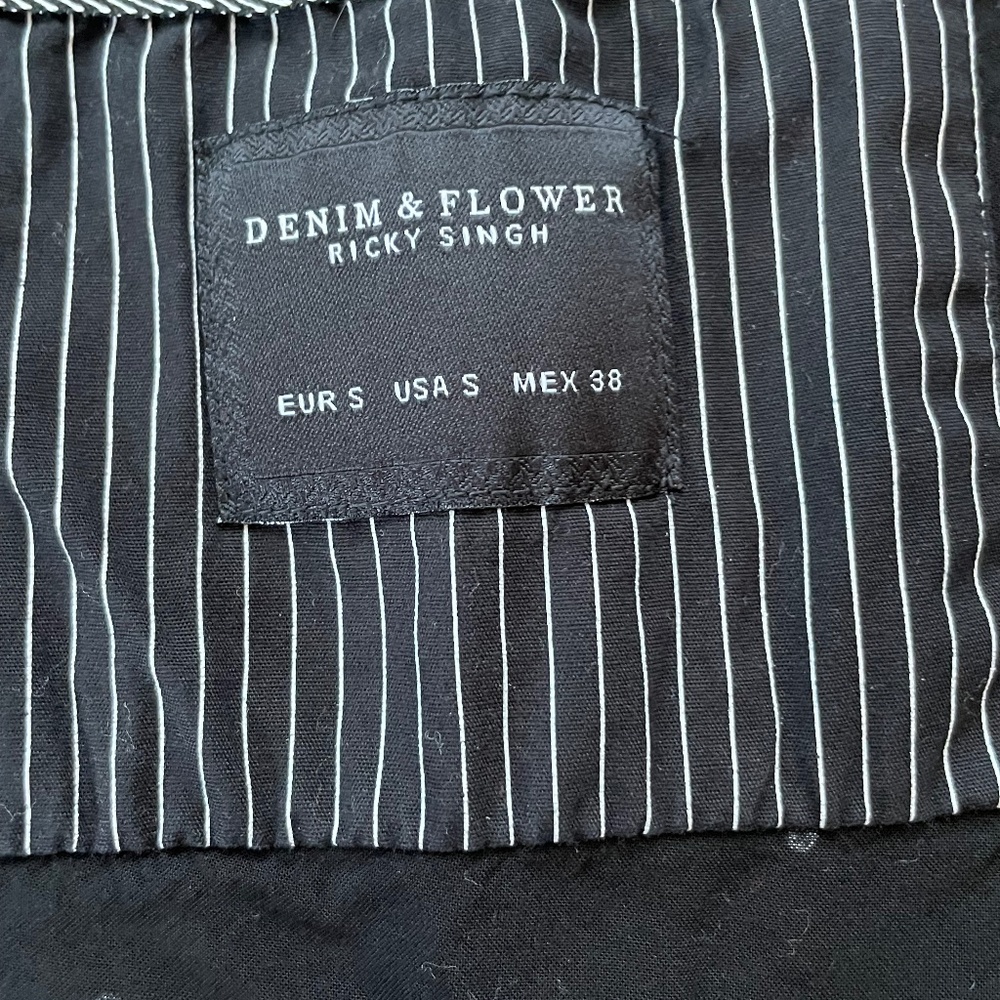 DENIM & FLOWER
RICKY SINGH
EUR S USA S MEX 38